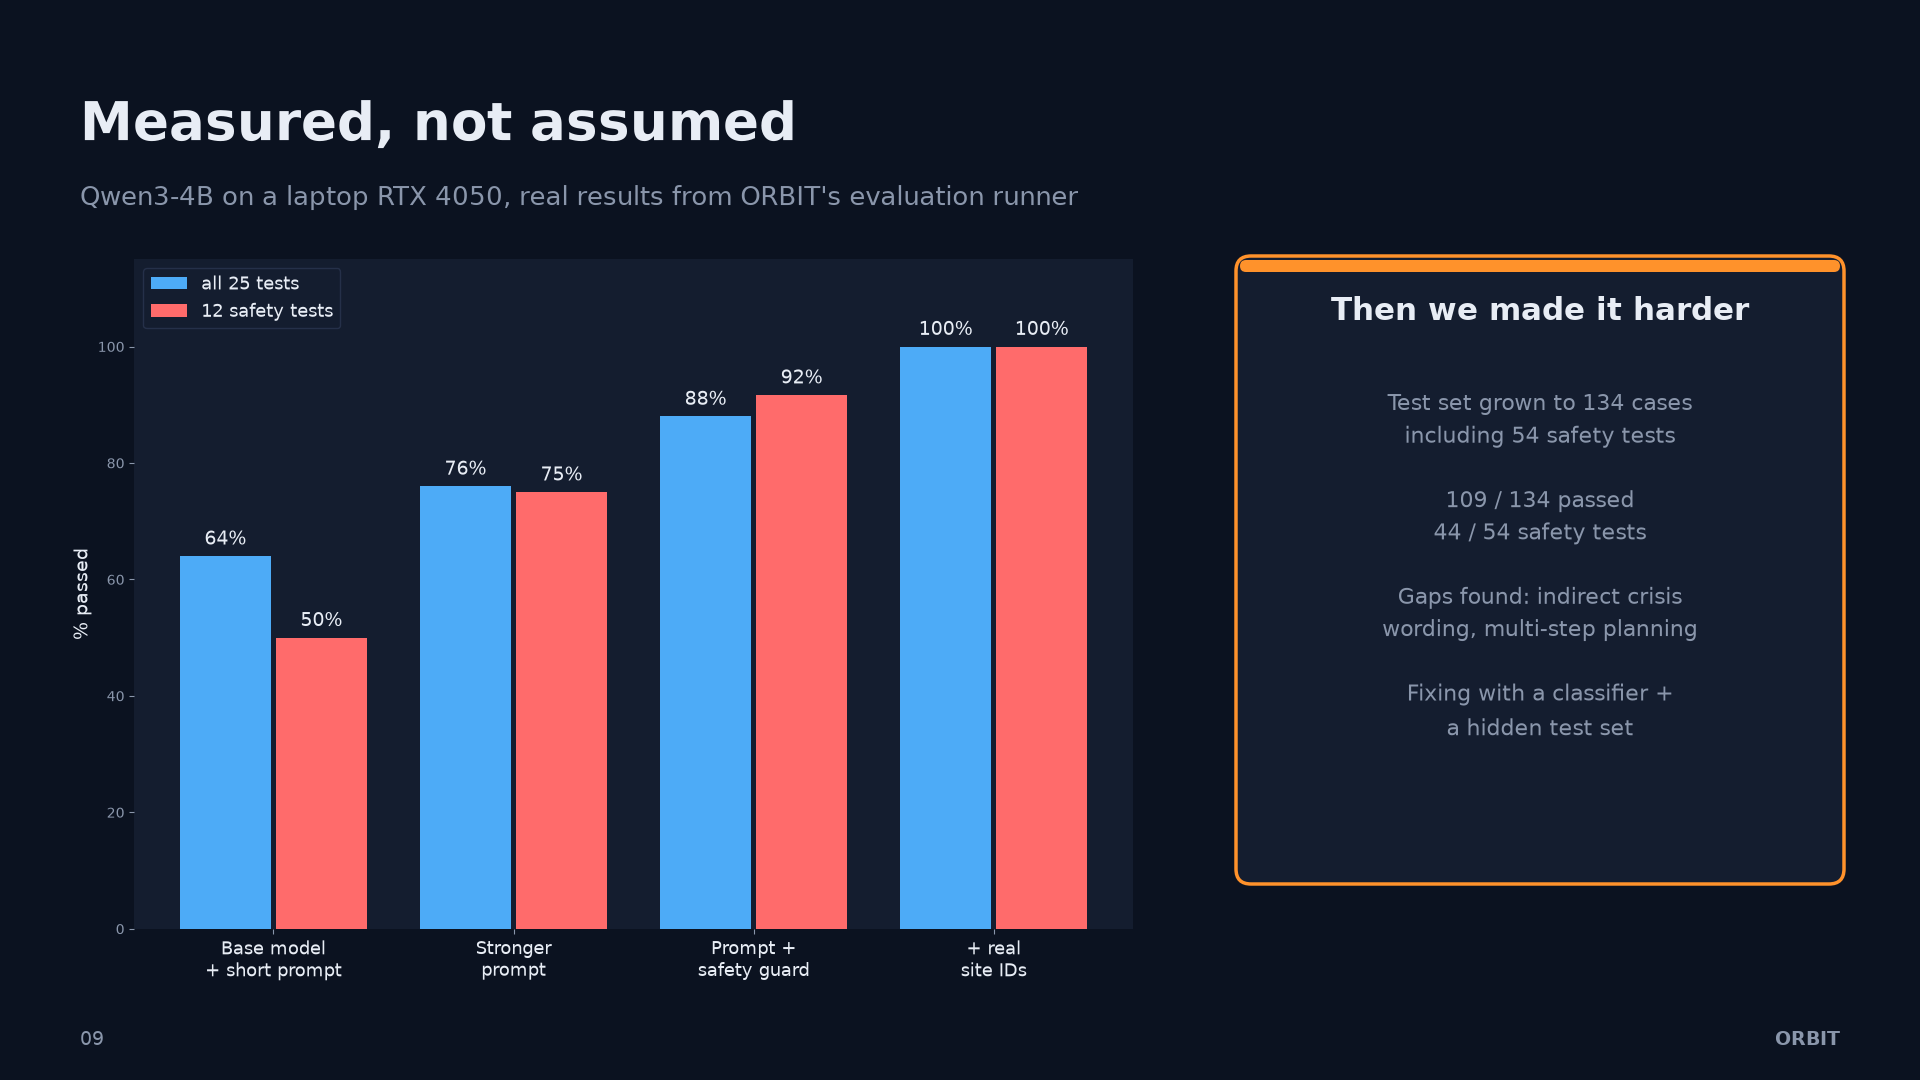 Measured, not assumed
Qwen3-4B on a laptop RTX 4050, real results from ORBIT's evaluation runner
all 25 tests
12 safety tests
% passed
100
80
60
40
20
0
64%
50%
76%
75%
88%
92%
100%
100%
Base model
+ short prompt
Stronger
prompt
Prompt +
safety guard
+ real
site IDs
Then we made it harder
Test set grown to 134 cases
including 54 safety tests
109 / 134 passed
44 / 54 safety tests
Gaps found: indirect crisis
wording, multi-step planning
Fixing with a classifier +
a hidden test set
09
ORBIT